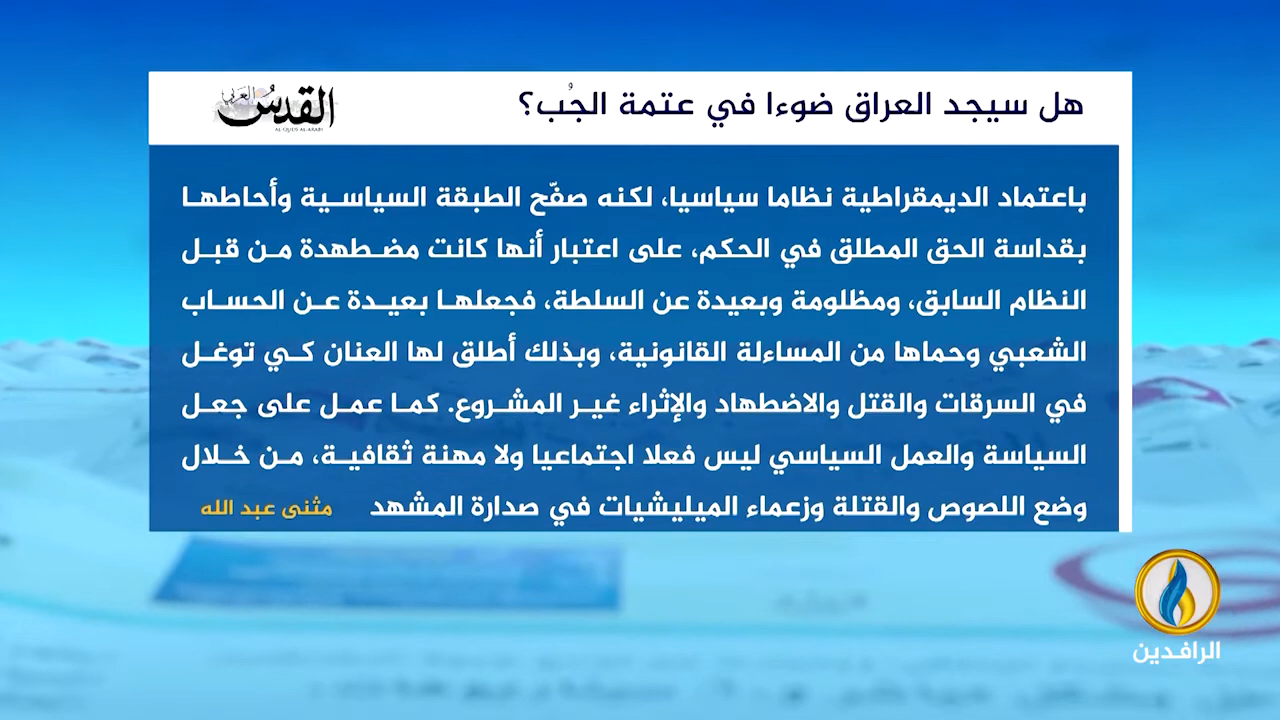 هل سيجد العراق ضوءا في عتمة الجُب؟
القدسُ العربي
AL-QUDS AL-ARABI
باعتماد الديمقراطية نظاما سياسيا، لكنه صفّح الطبقة السياسية وأحاطها
بقداسة الحق المطلق في الحكم، على اعتبار أنها كانت مضطهدة من قبل
النظام السابق، ومظلومة وبعيدة عن السلطة، فجعلها بعيدة عن الحساب
الشعبي وحماها من المساءلة القانونية، وبذلك أطلق لها العنان كي توغل
في السرقات والقتل والاضطهاد والإثراء غير المشروع. كما عمل على جعل
السياسة والعمل السياسي ليس فعلا اجتماعيا ولا مهنة ثقافية، من خلال
وضع اللصوص والقتلة وزعماء الميليشيات في صدارة المشهد
مثنى عبد الله
الرافدين